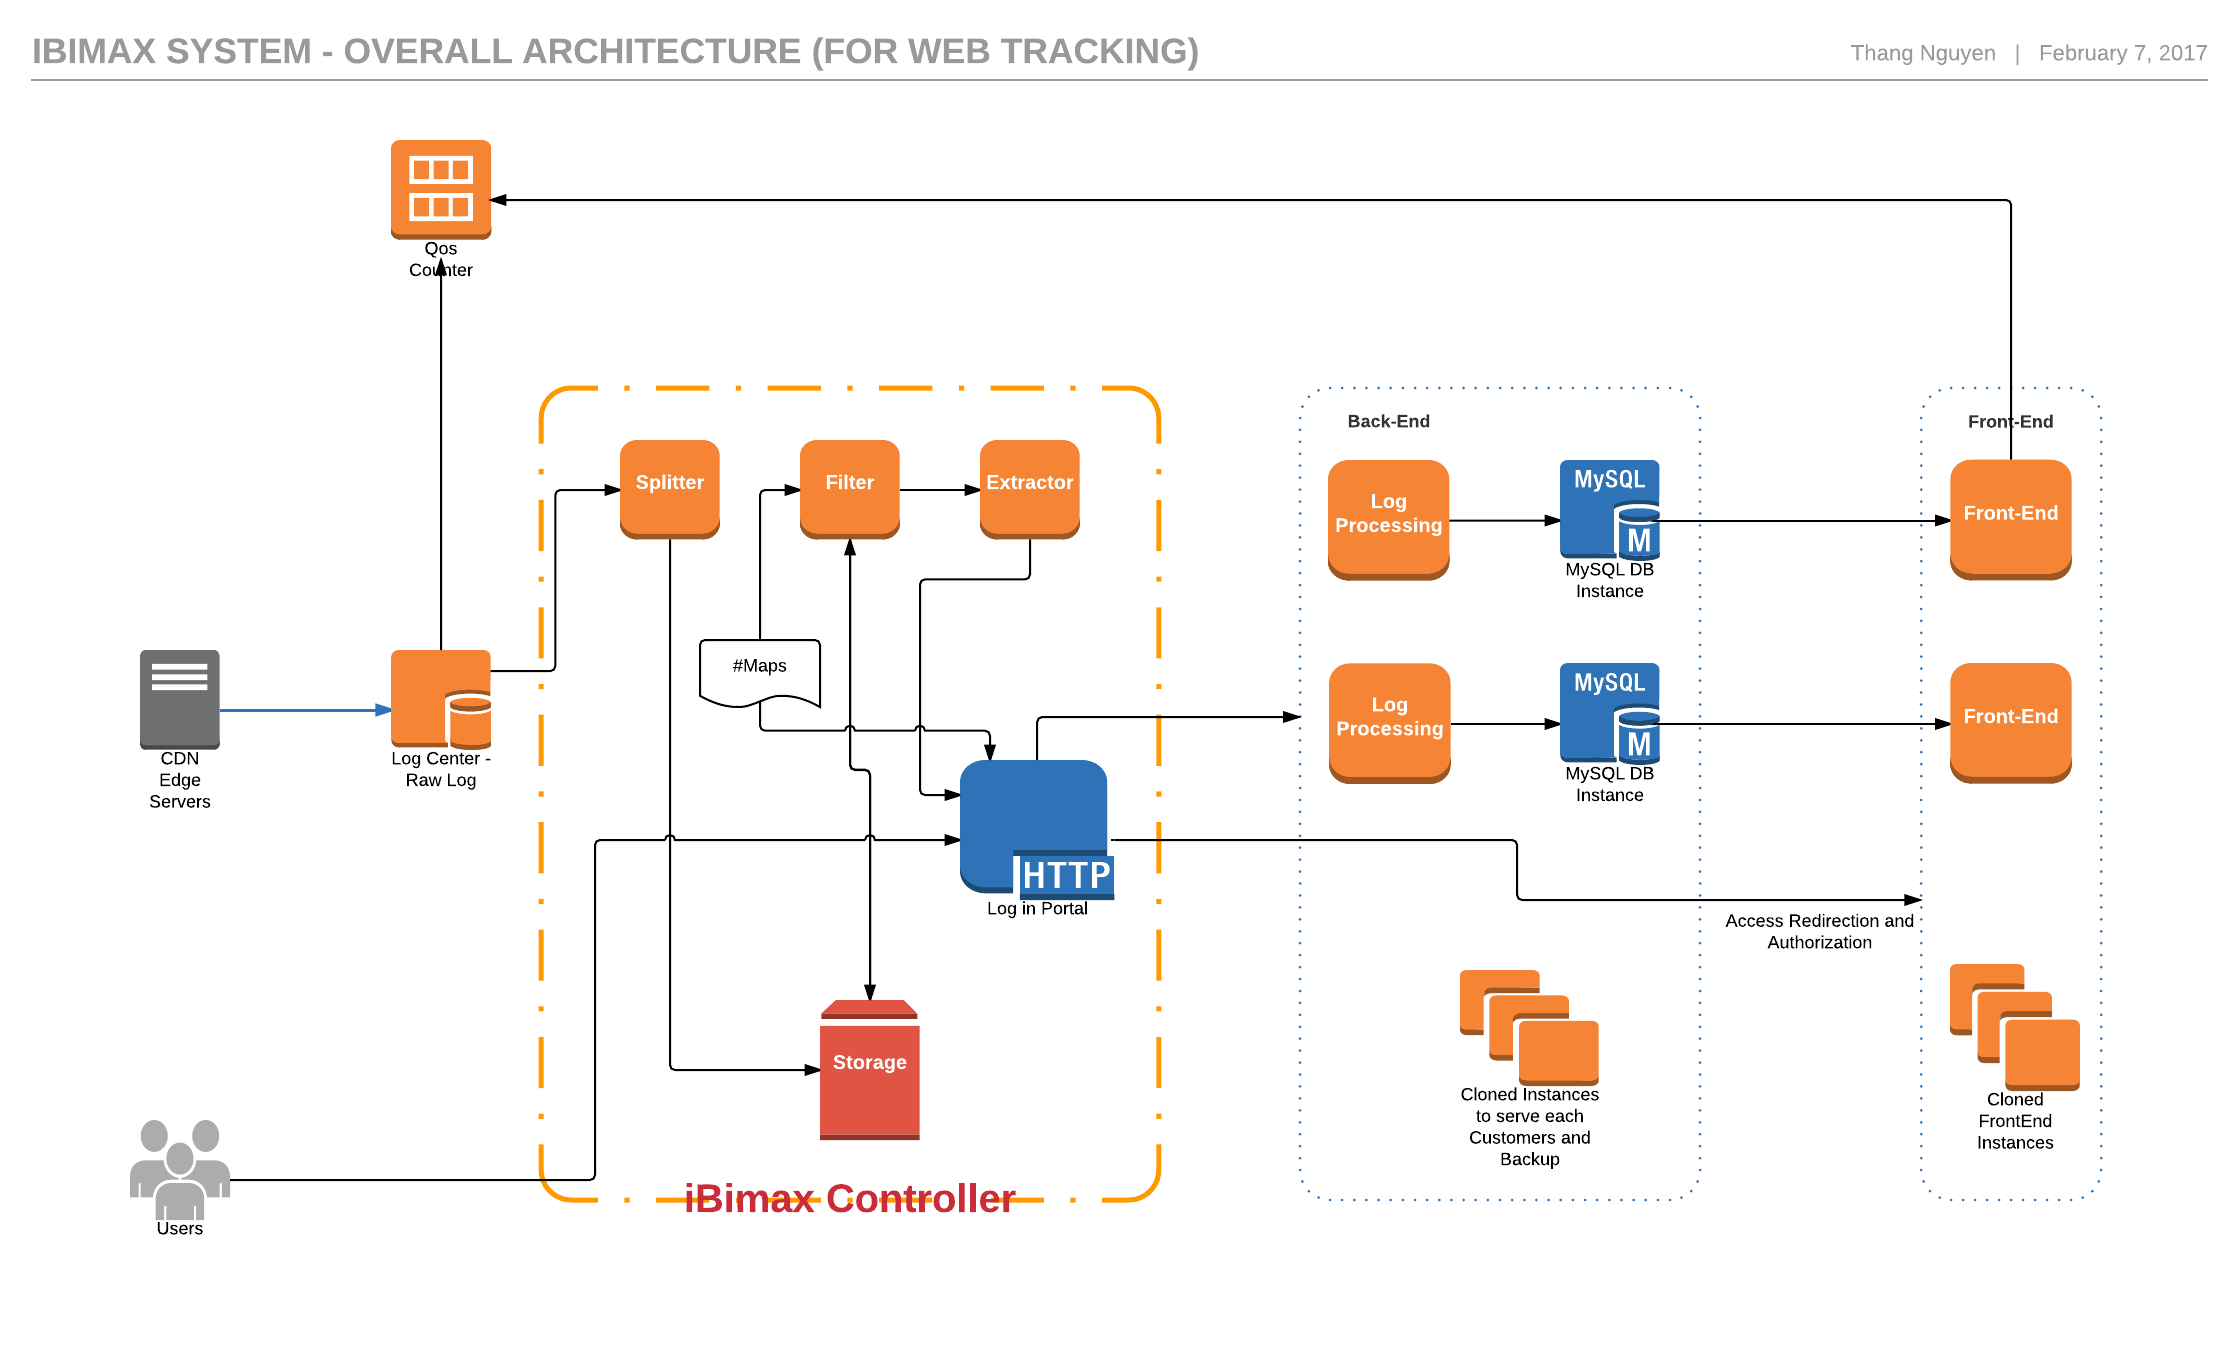 IBIMAX SYSTEM - OVERALL ARCHITECTURE (FOR WEB TRACKING)
Thang Nguyen | February 7, 2017
Qos
Counter
CDN
Edge
Servers
Log Center -
Raw Log
Splitter
Filter
Extractor
#Maps
HTTP
Log in Portal
Storage
iBimax Controller
Users
Back-End
Log
Processing
MySQL
M
MySQL DB
Instance
Log
Processing
MySQL
M
MySQL DB
Instance
Cloned Instances
to serve each
Customers and
Backup
Access Redirection and
Authorization
Front-End
Front-End
Front-End
Cloned
FrontEnd
Instances